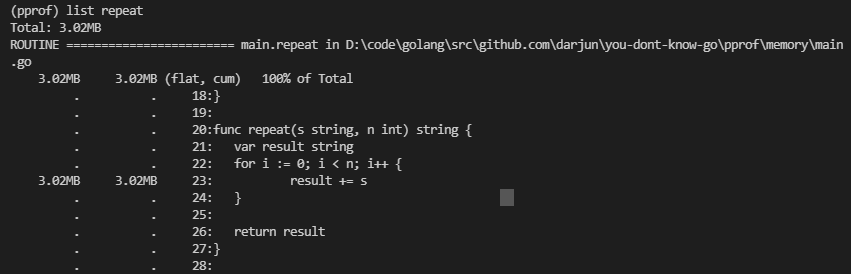 (pprof) list repeat
Total: 3.02MB
ROUTINE ======================== main.repeat in D:\code\golang\src\github.com\darjun\you-dont-know-go\pprof\memory\main
.go
    3.02MB     3.02MB (flat, cum)   100% of Total
         .          .     18:}
         .          .     19:
         .          .     20:func repeat(s string, n int) string {
         .          .     21:   var result string
         .          .     22:   for i := 0; i < n; i++ {
    3.02MB     3.02MB     23:           result += s
         .          .     24:   }
         .          .     25:
         .          .     26:   return result
         .          .     27:}
         .          .     28: